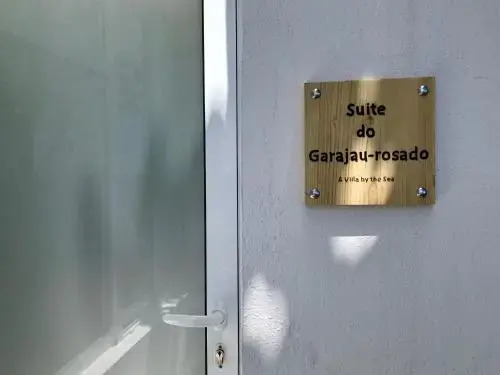 Suite
do
Garajau-rosado
A Villa by the Sea